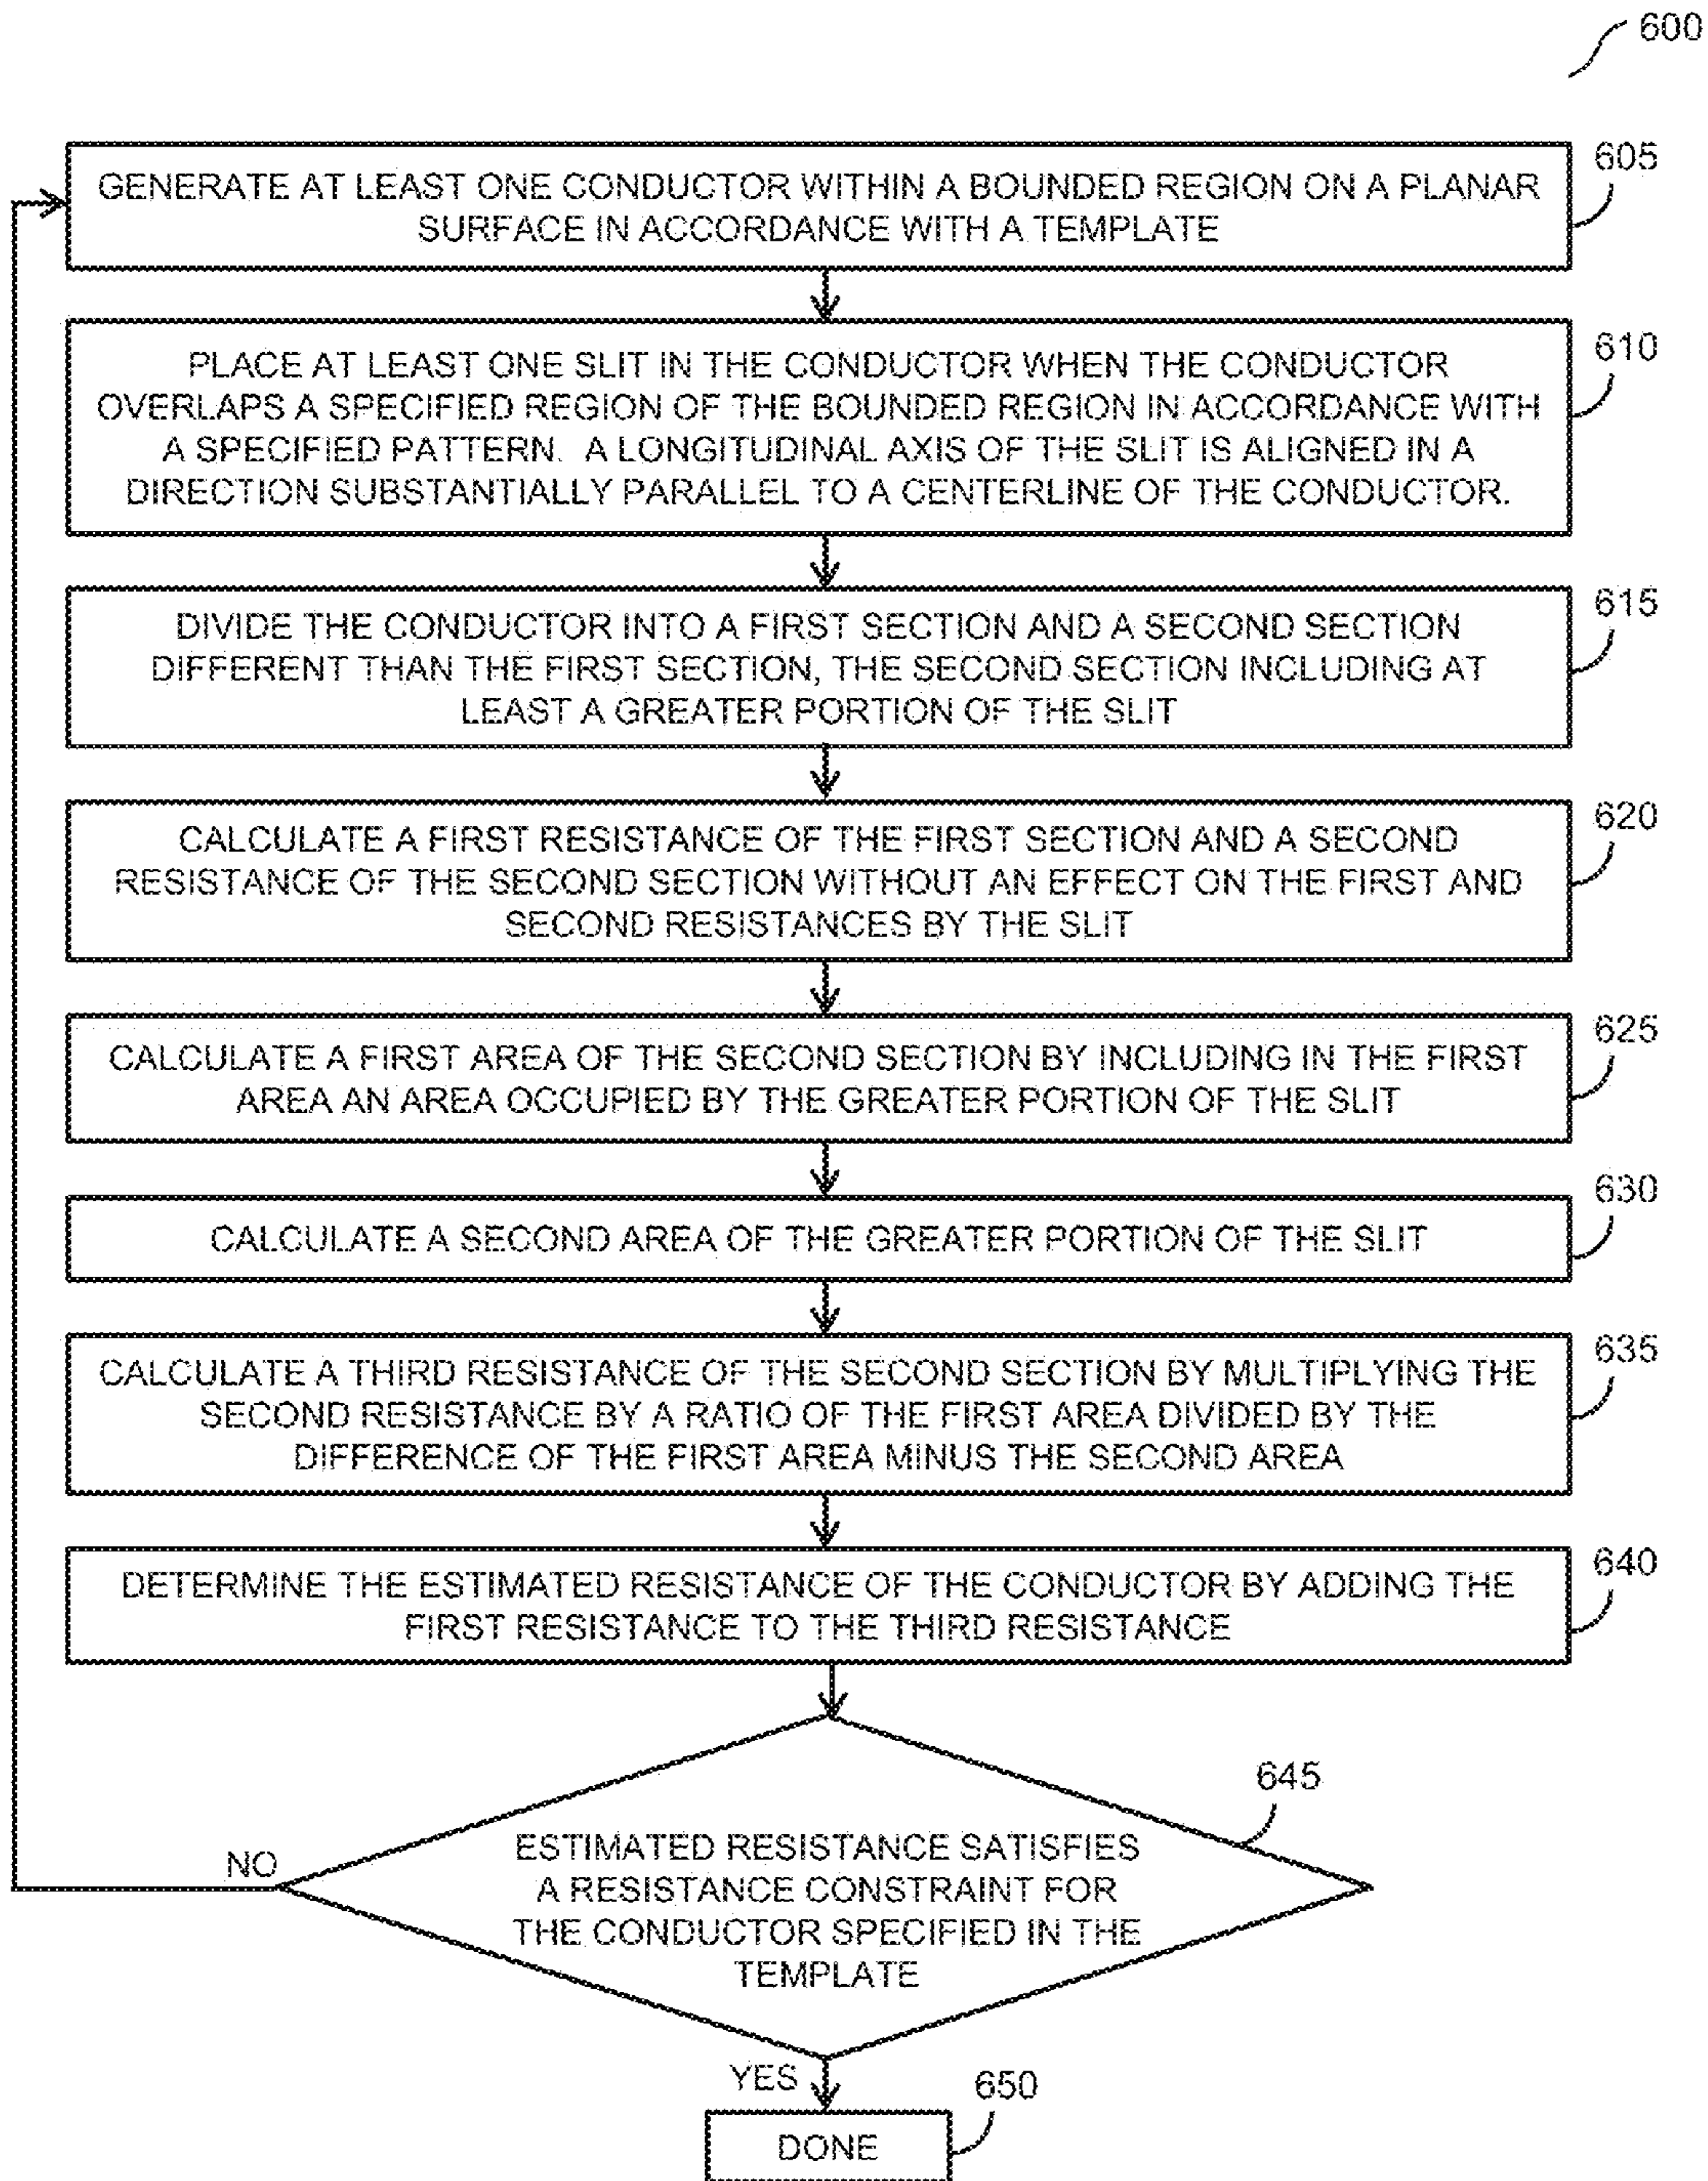 600
605
GENERATE AT LEAST ONE CONDUCTOR WITHIN A BOUNDED REGION ON A PLANAR
SURFACE IN ACCORDANCE WITH A TEMPLATE
610
PLACE AT LEAST ONE SLIT IN THE CONDUCTOR WHEN THE CONDUCTOR
OVERLAPS A SPECIFIED REGION OF THE BOUNDED REGION IN ACCORDANCE WITH
A SPECIFIED PATTERN. A LONGITUDINAL AXIS OF THE SLIT IS ALIGNED IN A
DIRECTION SUBSTANTIALLY PARALLEL TO A CENTERLINE OF THE CONDUCTOR.
615
DIVIDE THE CONDUCTOR INTO A FIRST SECTION AND A SECOND SECTION
DIFFERENT THAN THE FIRST SECTION, THE SECOND SECTION INCLUDING AT
LEAST A GREATER PORTION OF THE SLIT
620
CALCULATE A FIRST RESISTANCE OF THE FIRST SECTION AND A SECOND
RESISTANCE OF THE SECOND SECTION WITHOUT AN EFFECT ON THE FIRST AND
SECOND RESISTANCES BY THE SLIT
625
CALCULATE A FIRST AREA OF THE SECOND SECTION BY INCLUDING IN THE FIRST
AREA AN AREA OCCUPIED BY THE GREATER PORTION OF THE SLIT
630
CALCULATE A SECOND AREA OF THE GREATER PORTION OF THE SLIT
635
CALCULATE A THIRD RESISTANCE OF THE SECOND SECTION BY MULTIPLYING THE
SECOND RESISTANCE BY A RATIO OF THE FIRST AREA DIVIDED BY THE
DIFFERENCE OF THE FIRST AREA MINUS THE SECOND AREA
640
DETERMINE THE ESTIMATED RESISTANCE OF THE CONDUCTOR BY ADDING THE
FIRST RESISTANCE TO THE THIRD RESISTANCE
645
NO
ESTIMATED RESISTANCE SATISFIES
A RESISTANCE CONSTRAINT FOR
THE CONDUCTOR SPECIFIED IN THE
TEMPLATE
YES
650
DONE